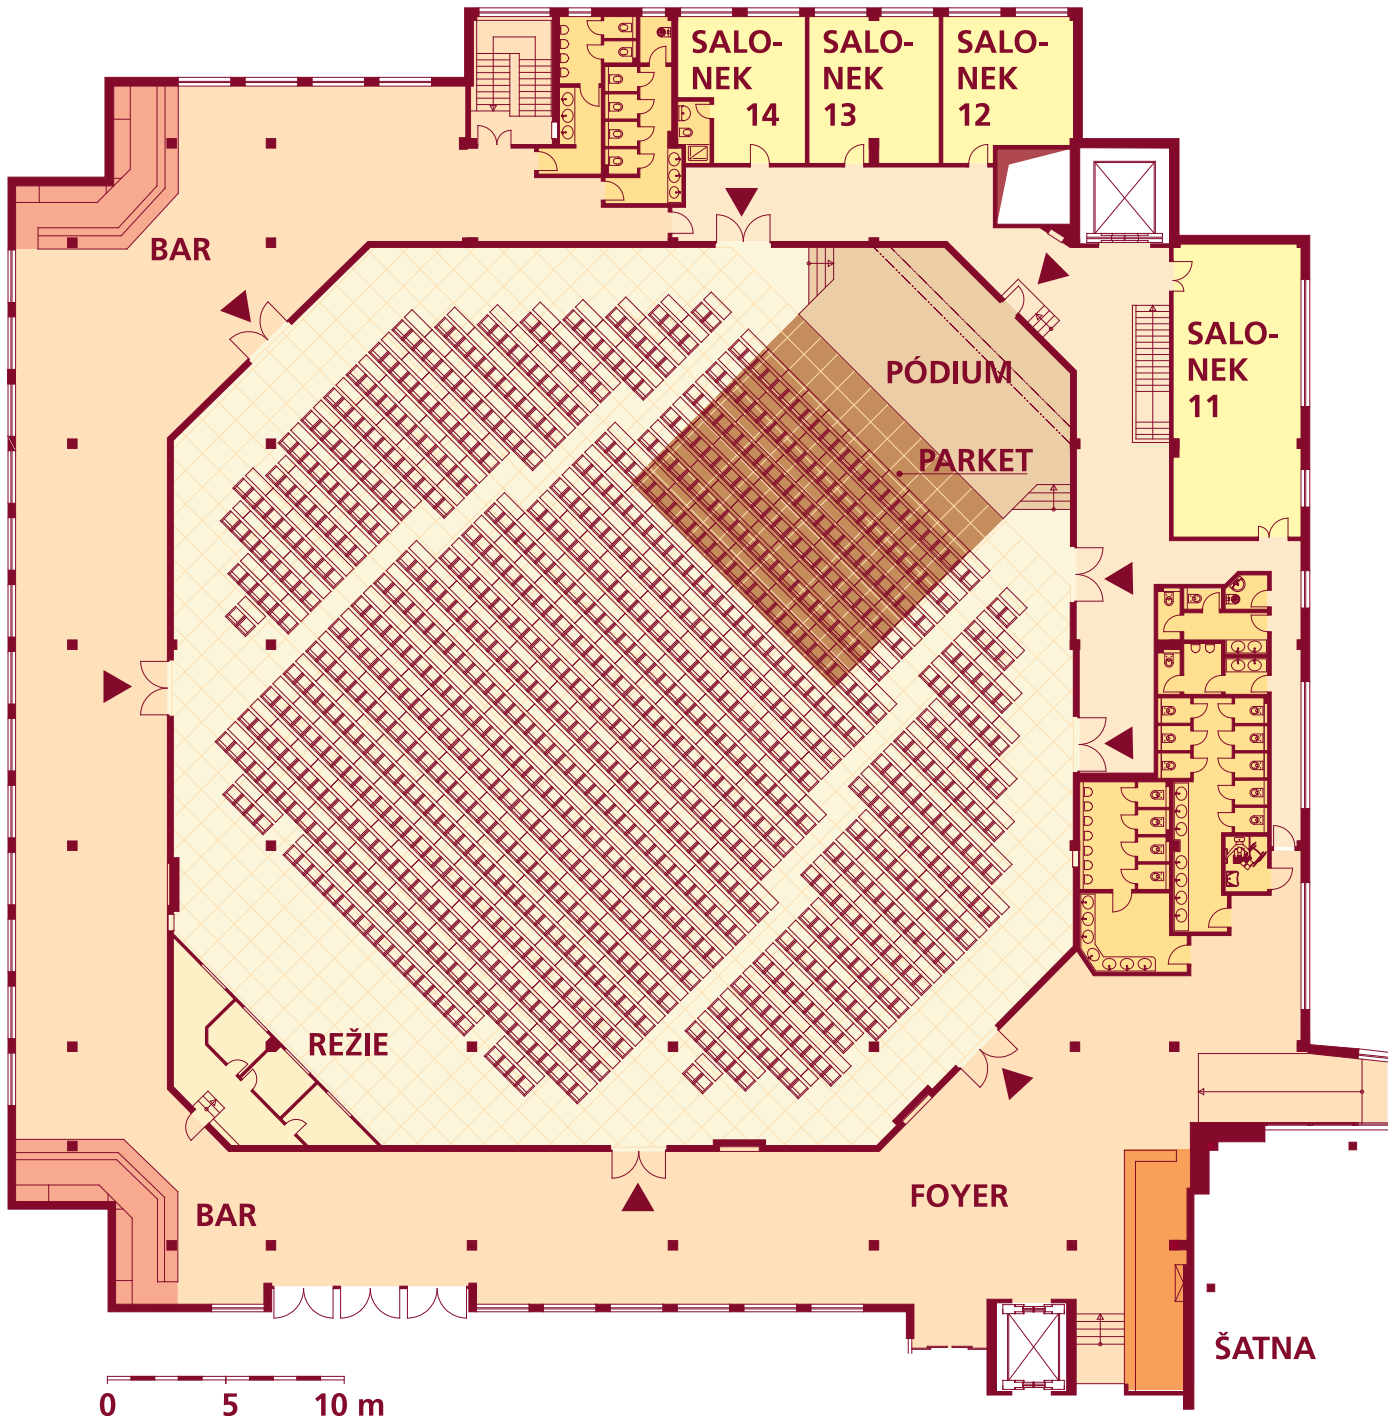 SALO-
NEK
14
SALO-
NEK
13
SALO-
NEK
12
BAR
SALO-
NEK
11
PÓDIUM
PARKET
REŽIE
BAR
FOYER
ŠATNA
0 5 10 m